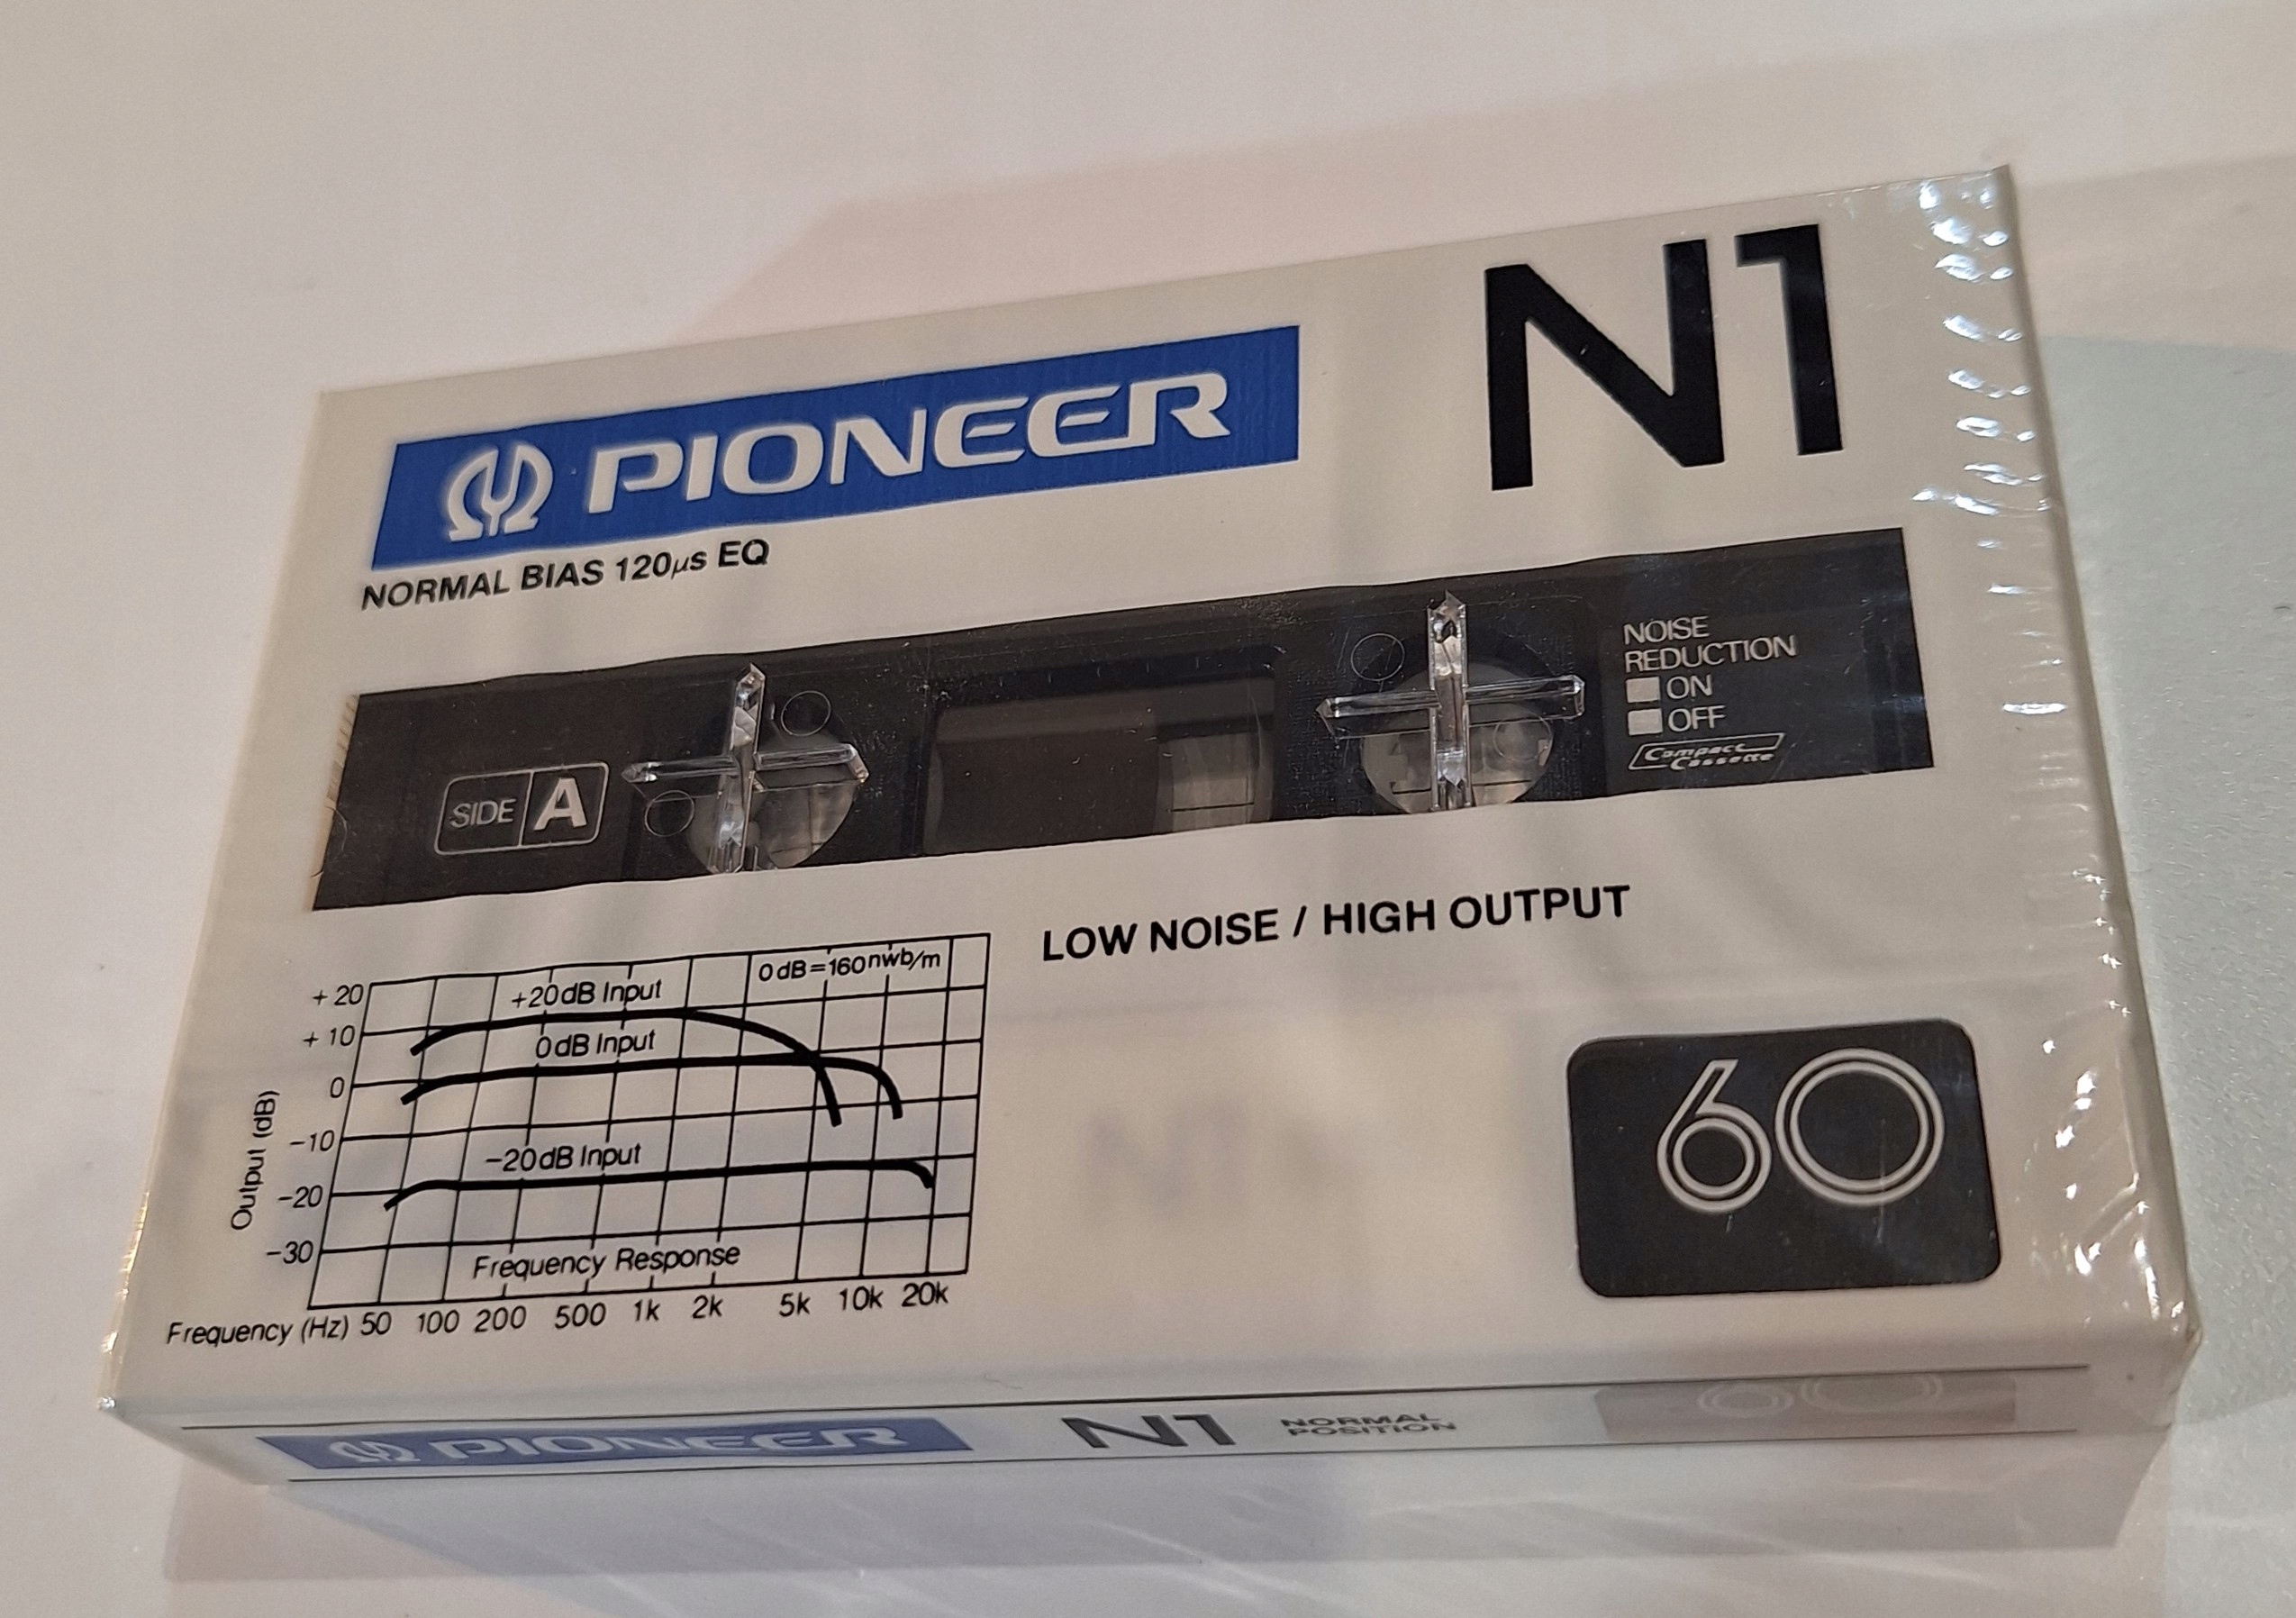 PIONEER
N1
NORMAL BIAS 120μs EQ
SIDE A
NOISE
REDUCTION
ON
OFF
Compact
Cassette
LOW NOISE / HIGH OUTPUT
0dB=160nwb/m
+20dB Input
0dB Input
-20dB Input
Frequency Response
Output (dB)
+20
+10
0
-10
-20
-30
Frequency (Hz) 50 100 200 500 1k 2k 5k 10k 20k
60
PIONEER N1 NORMAL
POSITION
60